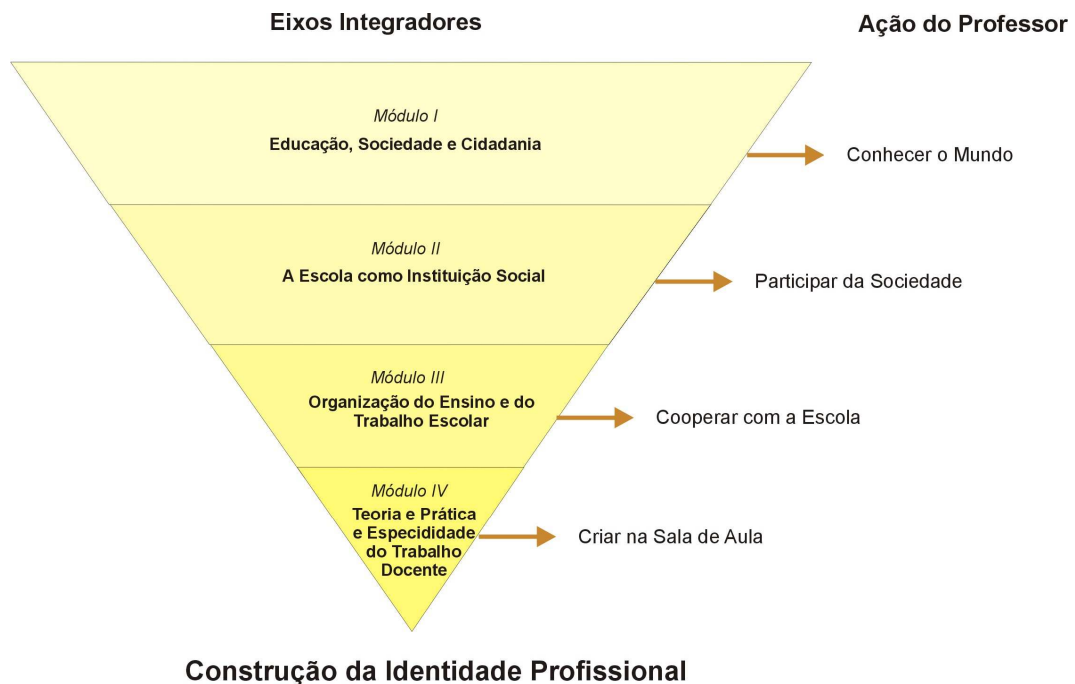 Eixos Integradores
Ação do Professor
Módulo I
Educação, Sociedade e Cidadania
Conhecer o Mundo
Módulo II
A Escola como Instituição Social
Participar da Sociedade
Módulo III
Organização do Ensino e do
Trabalho Escolar
Cooperar com a Escola
Módulo IV
Teoria e Prática
e Especididade
do Trabalho
Docente
Criar na Sala de Aula
Construção da Identidade Profissional